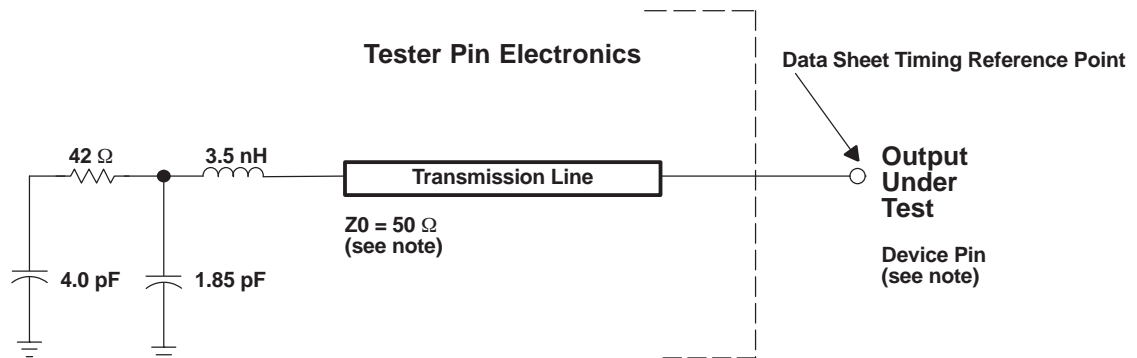 Tester Pin Electronics
Data Sheet Timing Reference Point
42 Ω
3.5 nH
Transmission Line
Output
Under
Test
Z0 = 50 Ω
(see note)
Device Pin
(see note)
4.0 pF
1.85 pF